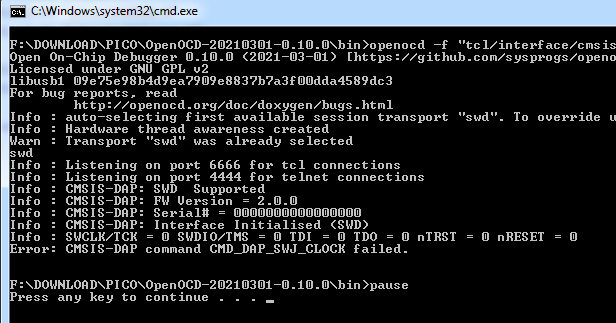 C:\Windows\system32\cmd.exe
F:\DOWNLOAD\PICO\OpenOCD-20210301-0.10.0\bin>openocd -f "tcl/interface/cmsis
Open On-Chip Debugger 0.10.0 (2021-03-01) [https://github.com/sysprogs/openo
Licensed under GNU GPL v2
libusb1 09e75e98b4d9ea7909e8837b7a3f00dda4589dc3
For bug reports, read
http://openocd.org/doc/doxygen/bugs.html
Info : auto-selecting first available session transport "swd". To override u
Info : Hardware thread awareness created
Warn : Transport "swd" was already selected
swd
Info : Listening on port 6666 for tcl connections
Info : Listening on port 4444 for telnet connections
Info : CMSIS-DAP: SWD  Supported
Info : CMSIS-DAP: FW Version = 2.0.0
Info : CMSIS-DAP: Serial# = 0000000000000000
Info : CMSIS-DAP: Interface Initialised (SWD)
Info : SWCLK/TCK = 0 SWDIO/TMS = 0 TDI = 0 TDO = 0 nTRST = 0 nRESET = 0
Error: CMSIS-DAP command CMD_DAP_SWJ_CLOCK failed.
F:\DOWNLOAD\PICO\OpenOCD-20210301-0.10.0\bin>pause
Press any key to continue . . . _